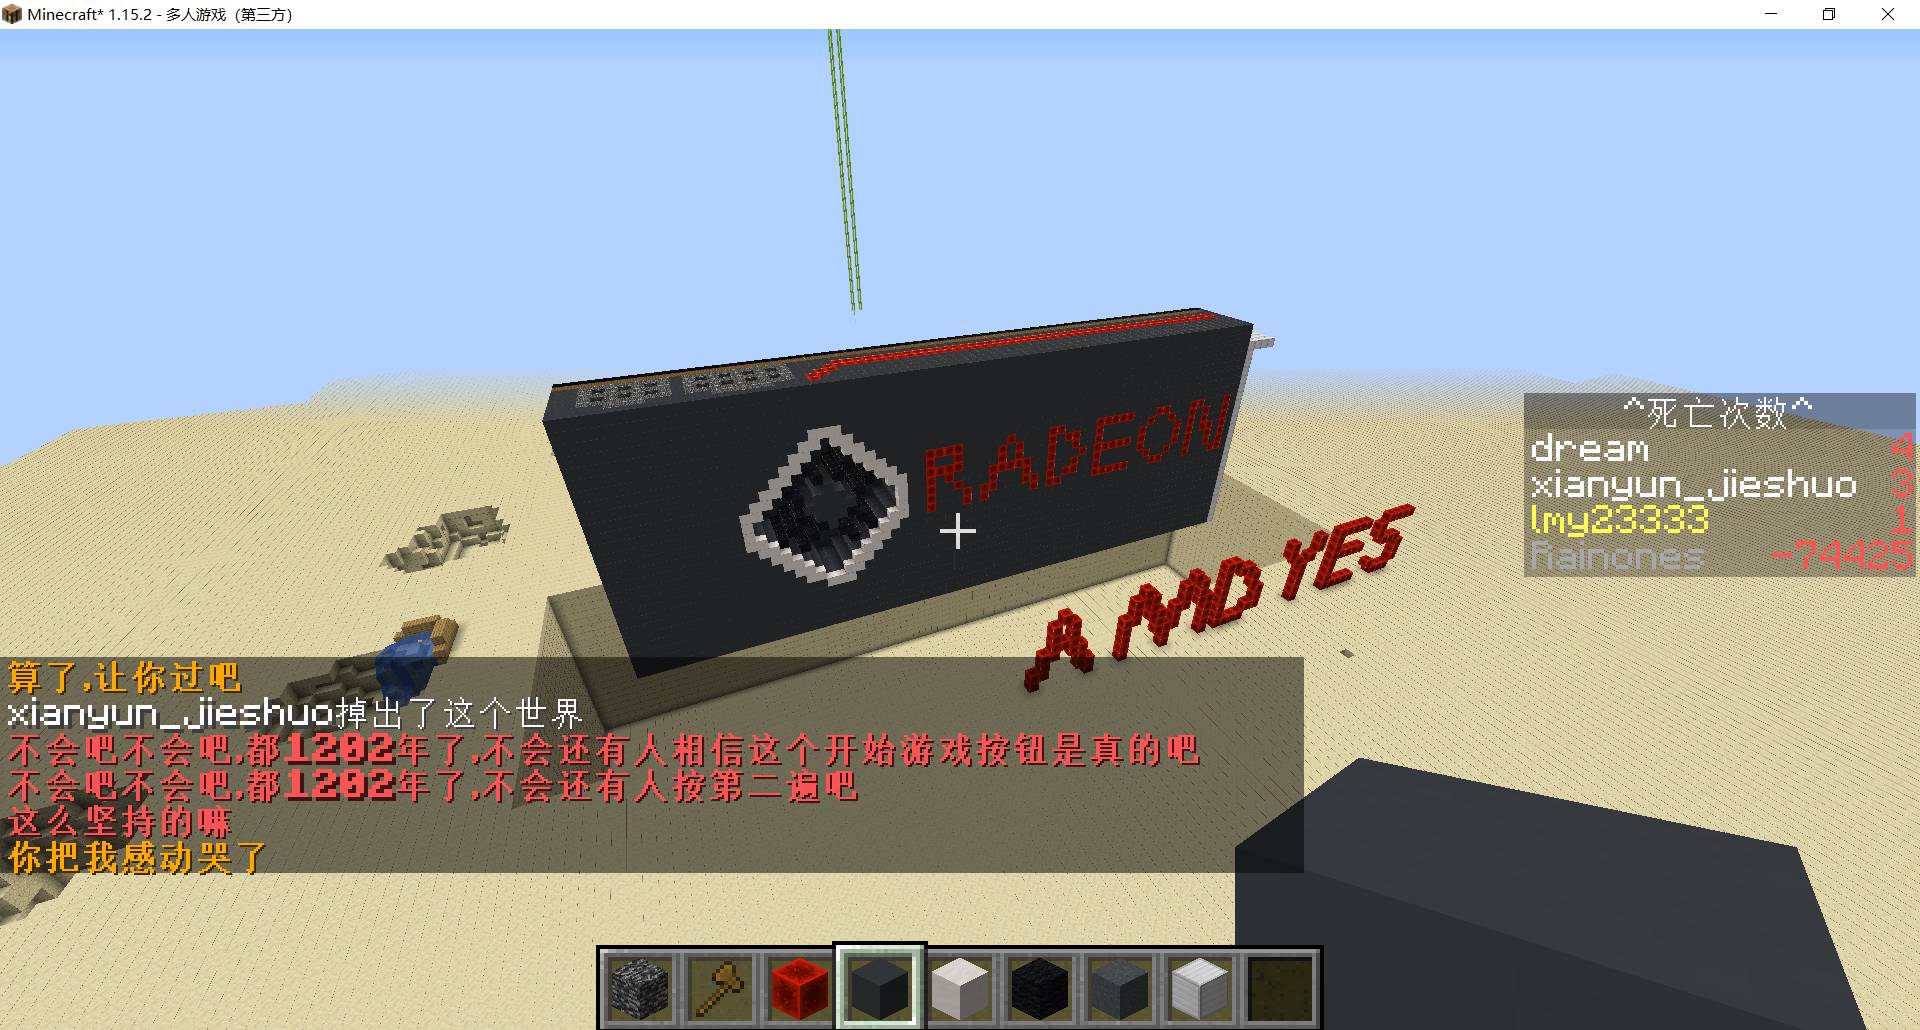 Minecraft* 1.15.2 - 多人游戏（第三方）
RADEON
AMD YES
^死亡次数^
dream 4
xianyun_jieshuo 3
lmy23333 1
Rainones -74425
算了,让你过吧
xianyun_jieshuo掉出了这个世界
不会吧不会吧,都1202年了,不会还有人相信这个开始游戏按钮是真的吧
不会吧不会吧,都1202年了,不会还有人按第二遍吧
这么坚持的嘛
你把我感动哭了